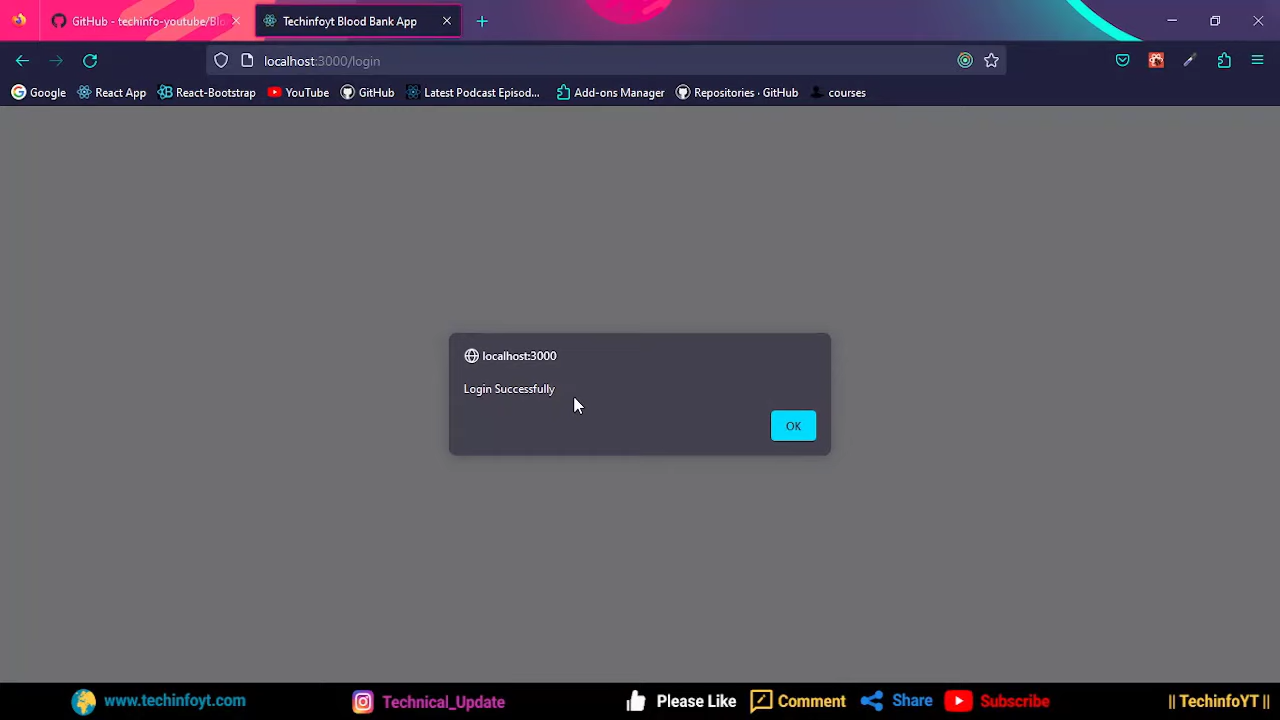 GitHub - techinfo-youtube/Blo
Techinfoyt Blood Bank App
localhost:3000/login
Google
React App
React-Bootstrap
YouTube
GitHub
Latest Podcast Episod...
Add-ons Manager
Repositories · GitHub
courses
localhost:3000
Login Successfully
OK
www.techinfoyt.com
Technical_Update
Please Like
Comment
Share
Subscribe
|| TechinfoYT ||